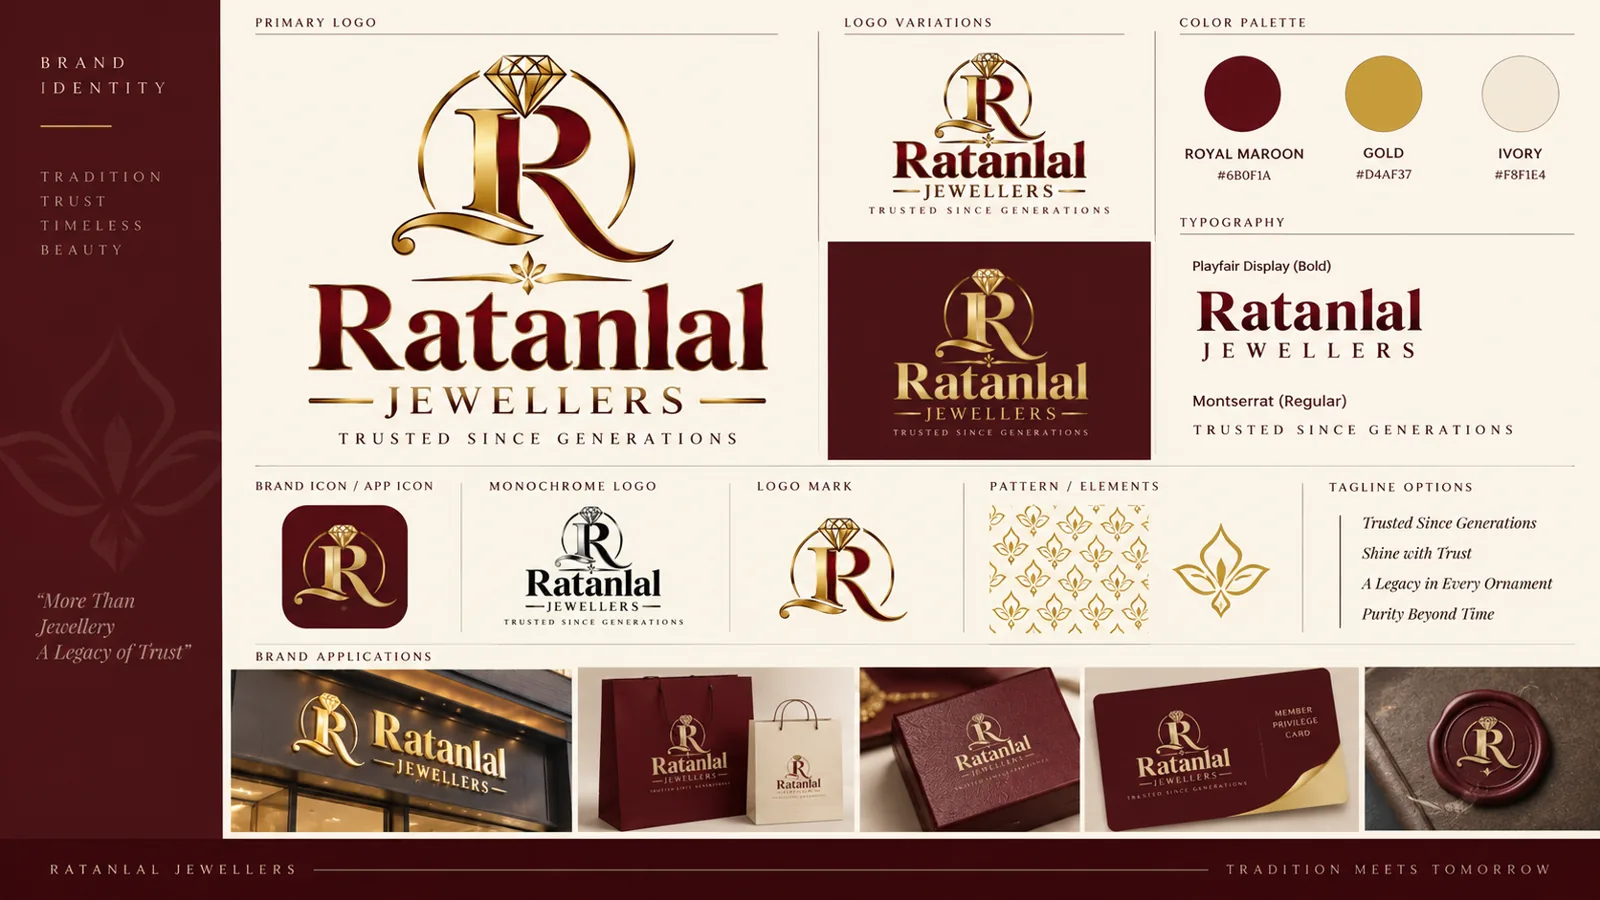 BRAND
IDENTITY
TRADITION
TRUST
TIMELESS
BEAUTY
“More Than
Jewellery
A Legacy of Trust”
PRIMARY LOGO
R
Ratanlal
JEWELLERS
TRUSTED SINCE GENERATIONS
LOGO VARIATIONS
R
Ratanlal
JEWELLERS
TRUSTED SINCE GENERATIONS
R
Ratanlal
JEWELLERS
TRUSTED SINCE GENERATIONS
COLOR PALETTE
ROYAL MAROON
#6B0F1A
GOLD
#D4AF37
IVORY
#F8F1E4
TYPOGRAPHY
Playfair Display (Bold)
Ratanlal
JEWELLERS
Montserrat (Regular)
TRUSTED SINCE GENERATIONS
BRAND ICON / APP ICON
R
MONOCHROME LOGO
R
Ratanlal
JEWELLERS
TRUSTED SINCE GENERATIONS
LOGO MARK
R
PATTERN / ELEMENTS
TAGLINE OPTIONS
Trusted Since Generations
Shine with Trust
A Legacy in Every Ornament
Purity Beyond Time
BRAND APPLICATIONS
R
Ratanlal
JEWELLERS
R
Ratanlal
JEWELLERS
R
Ratanlal
R
Ratanlal
JEWELLERS
R
Ratanlal
JEWELLERS
TRUSTED SINCE GENERATIONS
MEMBER
PRIVILEGE
CARD
R
RATANLAL JEWELLERS
TRADITION MEETS TOMORROW